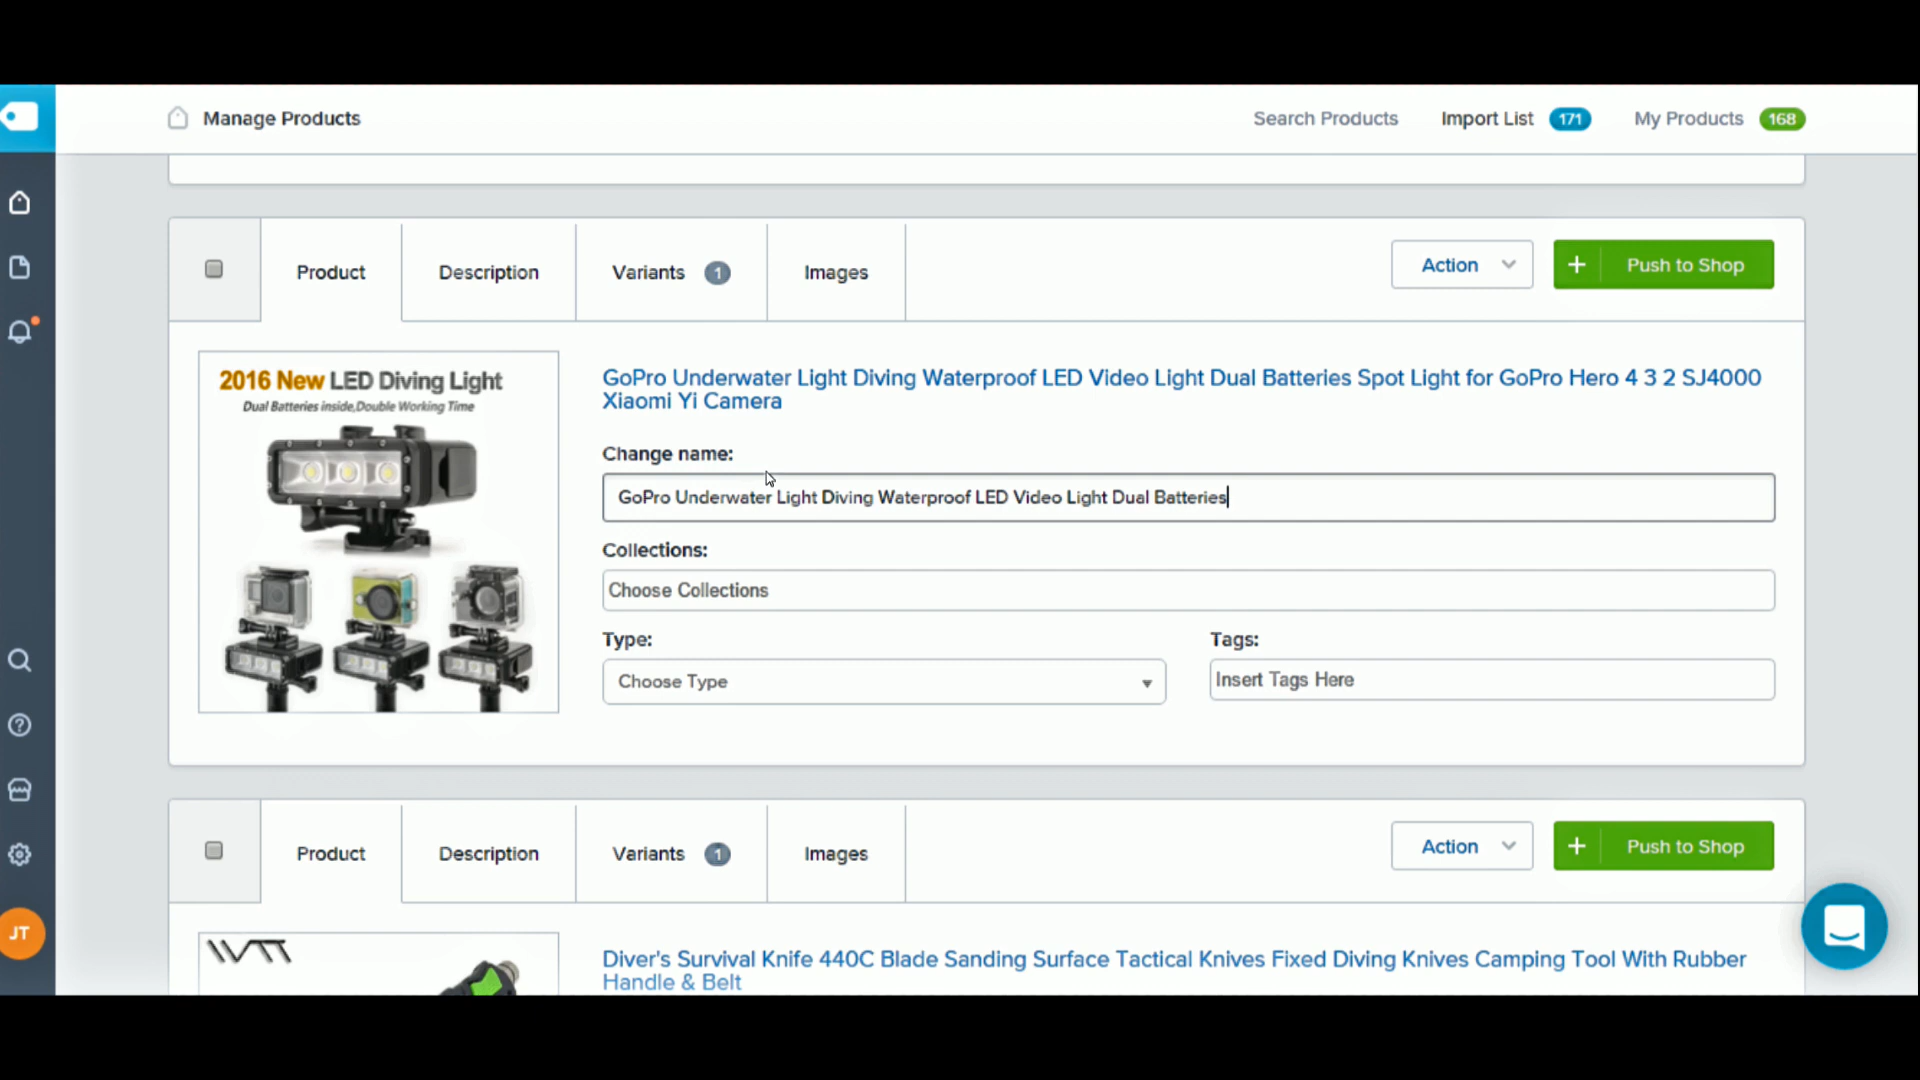 Manage Products
Search Products
Import List 171
My Products 168
Product
Description
Variants 1
Images
Action
+ Push to Shop
2016 New LED Diving Light
Dual Batteries inside,Double Working Time
GoPro Underwater Light Diving Waterproof LED Video Light Dual Batteries Spot Light for GoPro Hero 4 3 2 SJ4000
Xiaomi Yi Camera
Change name:
GoPro Underwater Light Diving Waterproof LED Video Light Dual Batteries
Collections:
Choose Collections
Type:
Tags:
Choose Type
Insert Tags Here
Product
Description
Variants 1
Images
Action
+ Push to Shop
JT
Diver's Survival Knife 440C Blade Sanding Surface Tactical Knives Fixed Diving Knives Camping Tool With Rubber
Handle & Belt